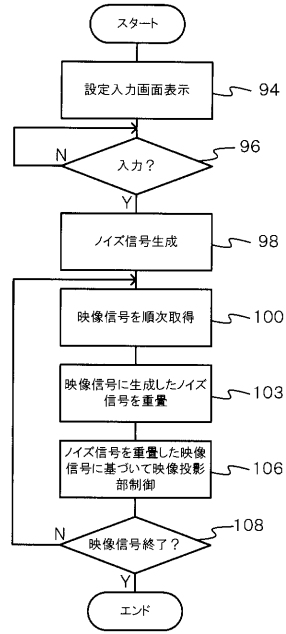 スタート
設定入力画面表示
94
入力？
96
N
Y
ノイズ信号生成
98
映像信号を順次取得
100
映像信号に生成したノイズ
信号を重畳
103
ノイズ信号を重畳した映像
信号に基づいて映像投影
部制御
106
映像信号終了？
108
N
Y
エンド